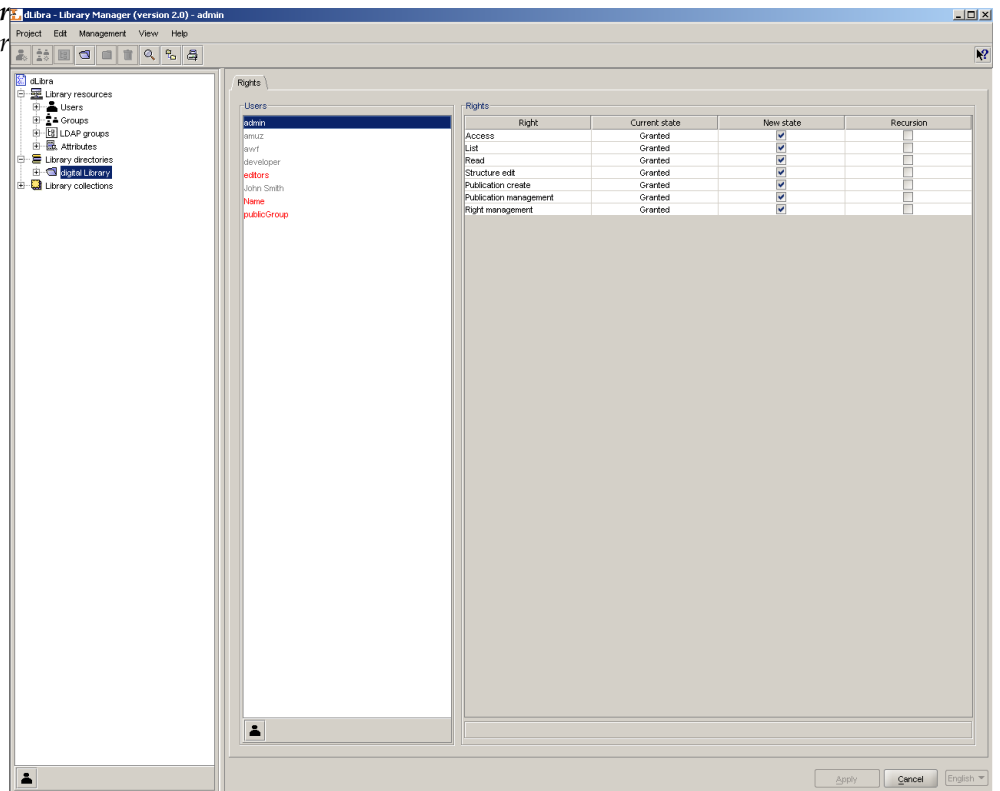 r
r
dLibra - Library Manager (version 2.0) - admin
Project Edit Management View Help
dLibra
Library resources
Users
Groups
LDAP groups
Attributes
Library directories
digital Library
Library collections
Rights
Users
admin
amuz
awf
developer
editors
John Smith
Name
publicGroup
Rights
Right Current state New state Recursion
Access Granted
List Granted
Read Granted
Structure edit Granted
Publication create Granted
Publication management Granted
Right management Granted
Apply Cancel English